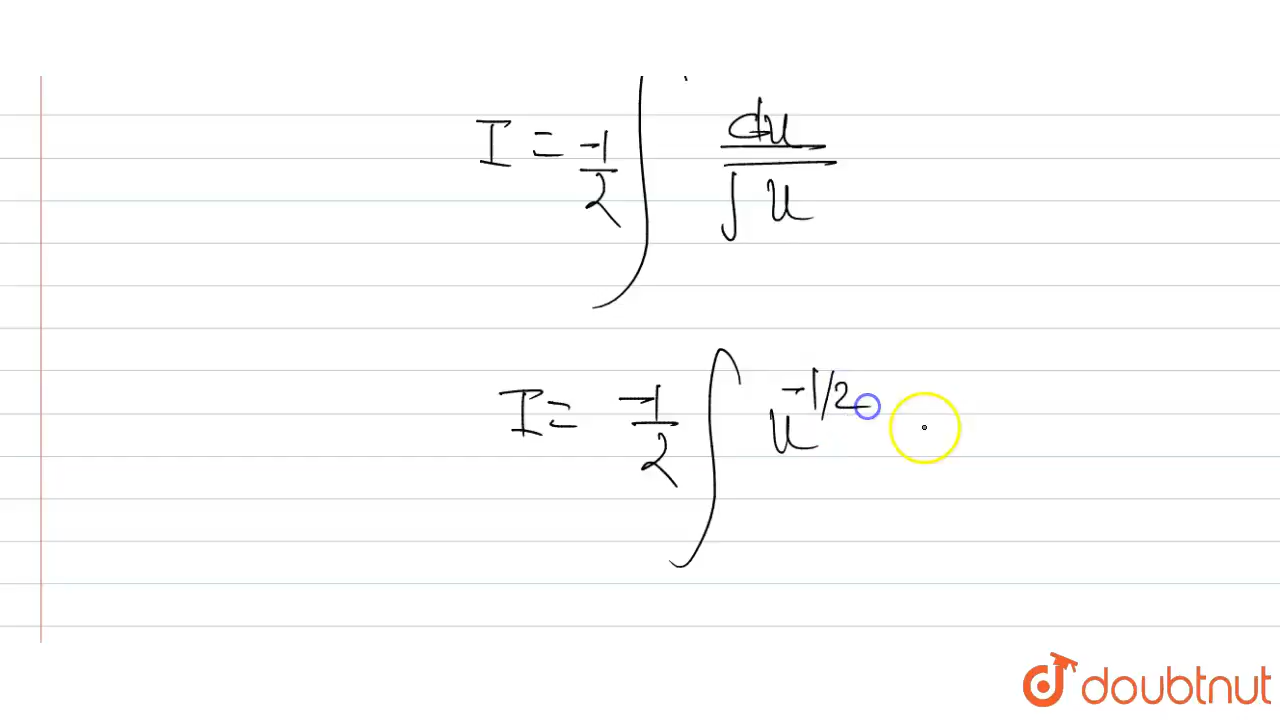 I = -1/2 ∫ du/√u
I = -1/2 ∫ u^-1/2
doubtnut